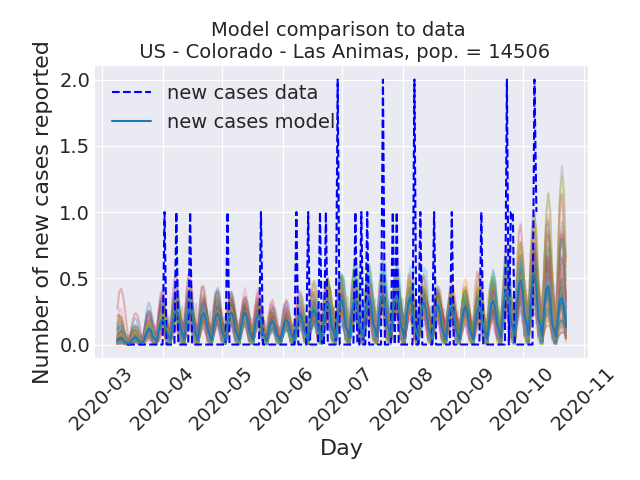 Model comparison to data
US - Colorado - Las Animas, pop. = 14506
Number of new cases reported
2.0
1.5
1.0
0.5
0.0
new cases data
new cases model
2020-03
2020-04
2020-05
2020-06
2020-07
2020-08
2020-09
2020-10
2020-11
Day